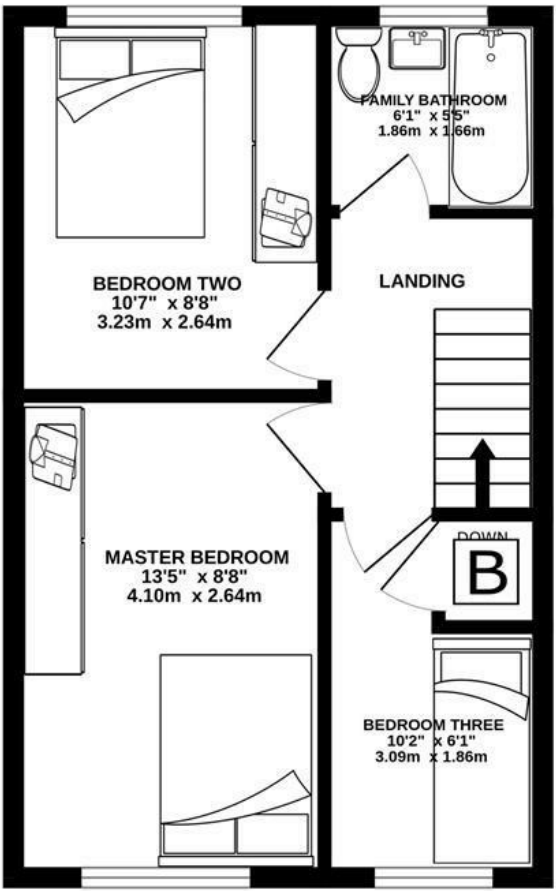 FAMILY BATHROOM
6'1" x 5'5"
1.86m x 1.66m
LANDING
BEDROOM TWO
10'7" x 8'8"
3.23m x 2.64m
MASTER BEDROOM
13'5" x 8'8"
4.10m x 2.64m
DOWN
B
BEDROOM THREE
10'2" x 6'1"
3.09m x 1.86m